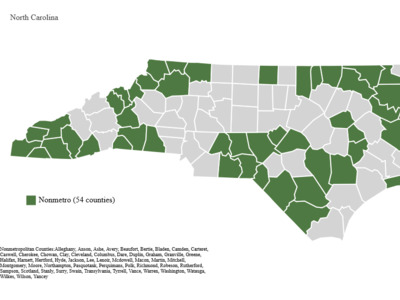 North Carolina
Nonmetro (54 counties)
Nonmetropolitan Counties:Alleghany, Anson, Ashe, Avery, Beaufort, Bertie, Bladen, Camden, Carteret,
Caswell, Cherokee, Chowan, Clay, Cleveland, Columbus, Dare, Duplin, Graham, Granville, Greene,
Halifax, Harnett, Hertford, Hyde, Jackson, Lee, Lenoir, Mcdowell, Macon, Martin, Mitchell,
Montgomery, Moore, Northampton, Pasquotank, Perquimans, Polk, Richmond, Robeson, Rutherford,
Sampson, Scotland, Stanly, Surry, Swain, Transylvania, Tyrrell, Vance, Warren, Washington, Watauga,
Wilkes, Wilson, Yancey